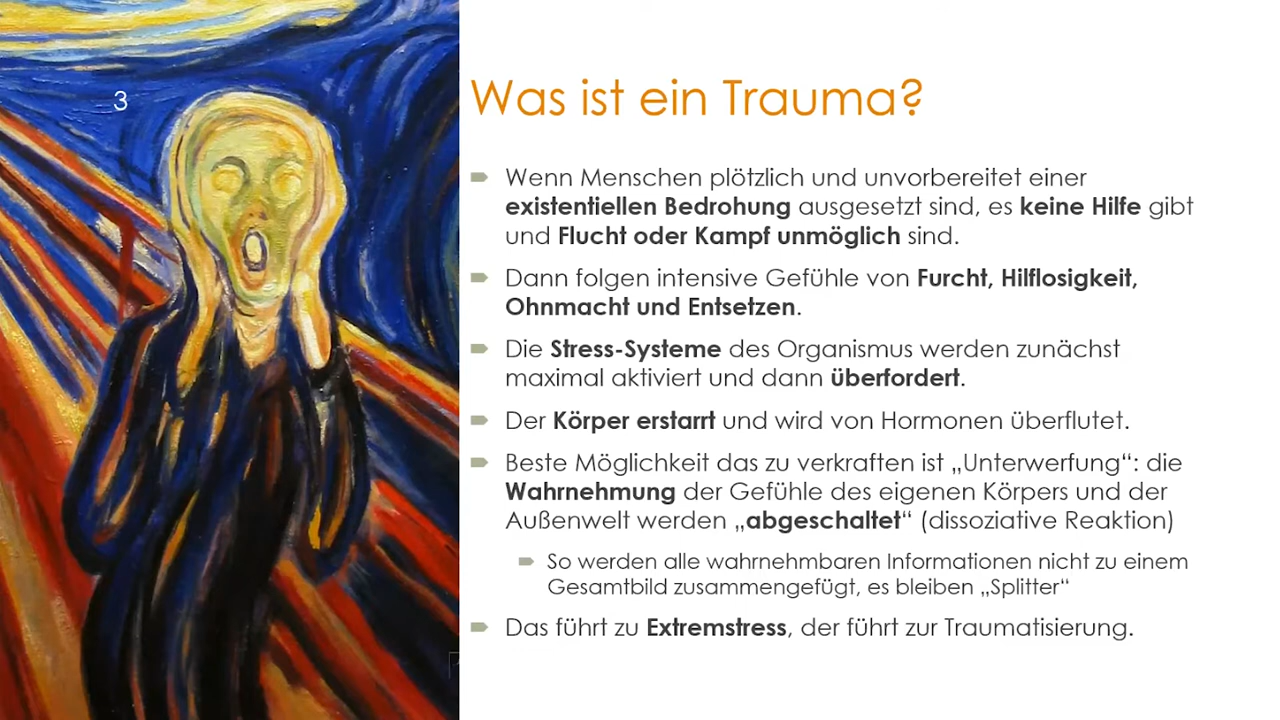 3
Was ist ein Trauma?
Wenn Menschen plötzlich und unvorbereitet einer
existentiellen Bedrohung ausgesetzt sind, es keine Hilfe gibt
und Flucht oder Kampf unmöglich sind.
Dann folgen intensive Gefühle von Furcht, Hilflosigkeit,
Ohnmacht und Entsetzen.
Die Stress-Systeme des Organismus werden zunächst
maximal aktiviert und dann überfordert.
Der Körper erstarrt und wird von Hormonen überflutet.
Beste Möglichkeit das zu verkraften ist „Unterwerfung“: die
Wahrnehmung der Gefühle des eigenen Körpers und der
Außenwelt werden „abgeschaltet“ (dissoziative Reaktion)
So werden alle wahrnehmbaren Informationen nicht zu einem
Gesamtbild zusammengefügt, es bleiben „Splitter“
Das führt zu Extremstress, der führt zur Traumatisierung.